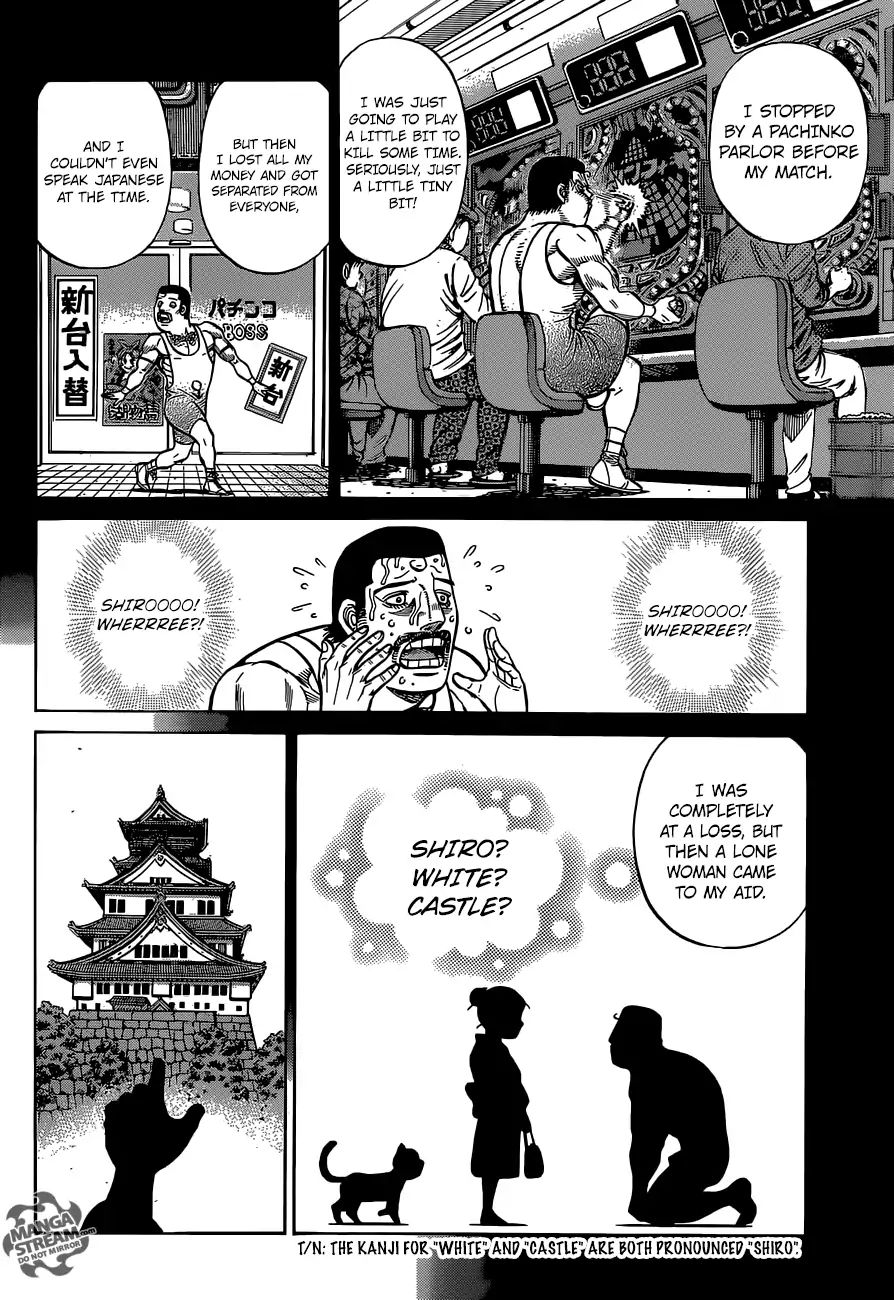 I STOPPED
BY A PACHINKO
PARLOR BEFORE
MY MATCH.
I WAS JUST
GOING TO PLAY
A LITTLE BIT TO
KILL SOME TIME.
SERIOUSLY, JUST
A LITTLE TINY
BIT!
BUT THEN
I LOST ALL MY
MONEY AND GOT
SEPARATED FROM
EVERYONE,
AND I
COULDN'T EVEN
SPEAK JAPANESE
AT THE TIME.
パチンコ
BOSS
新台
新台入替
SHIROOOO!
WHERRREE?!
SHIROOOO!
WHERRREE?!
I WAS
COMPLETELY
AT A LOSS, BUT
THEN A LONE
WOMAN CAME
TO MY AID.
SHIRO?
WHITE?
CASTLE?
T/N: THE KANJI FOR "WHITE" AND "CASTLE" ARE BOTH PRONOUNCED "SHIRO".
MANGA
STREAM.com
DO NOT MIRROR